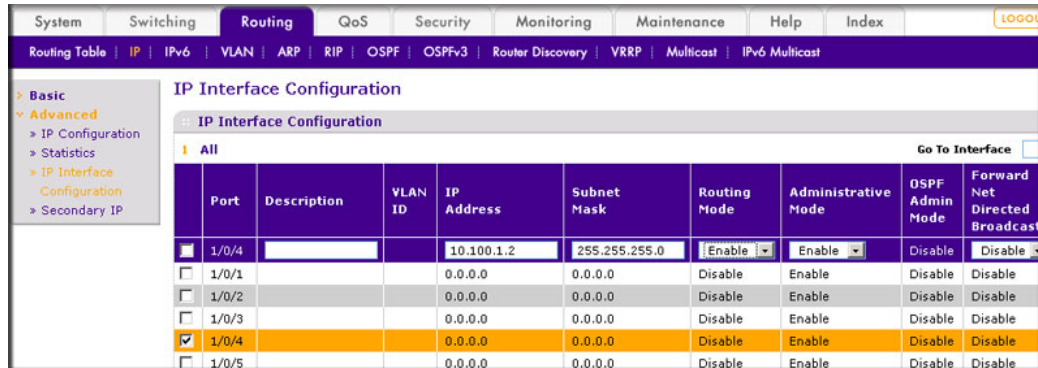 System Switching Routing QoS Security Monitoring Maintenance Help Index
Routing Table IP IPv6 VLAN ARP RIP OSPF OSPFv3 Router Discovery VRRP Multicast IPv6 Multicast
Basic
Advanced
» IP Configuration
» Statistics
» IP Interface
Configuration
» Secondary IP
IP Interface Configuration
IP Interface Configuration
1 All Go To Interface
Port Description VLAN ID IP Address Subnet Mask Routing Mode Administrative Mode OSPF Admin Mode Forward Net Directed Broadcast
1/0/4 10.100.1.2 255.255.255.0 Enable Enable Disable Disable
1/0/1 0.0.0.0 0.0.0.0 Disable Enable Disable Disable
1/0/2 0.0.0.0 0.0.0.0 Disable Enable Disable Disable
1/0/3 0.0.0.0 0.0.0.0 Disable Enable Disable Disable
1/0/4 0.0.0.0 0.0.0.0 Disable Enable Disable Disable
1/0/5 0.0.0.0 0.0.0.0 Disable Enable Disable Disable